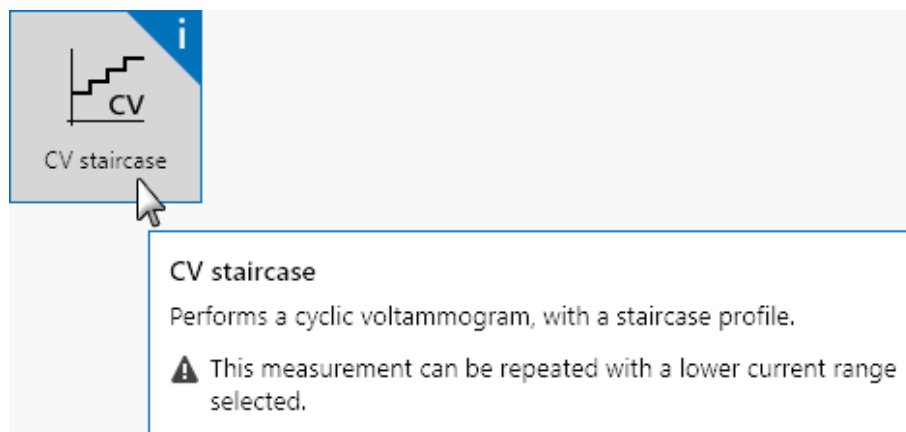 i
CV
CV staircase
CV staircase
Performs a cyclic voltammogram, with a staircase profile.
This measurement can be repeated with a lower current range
selected.